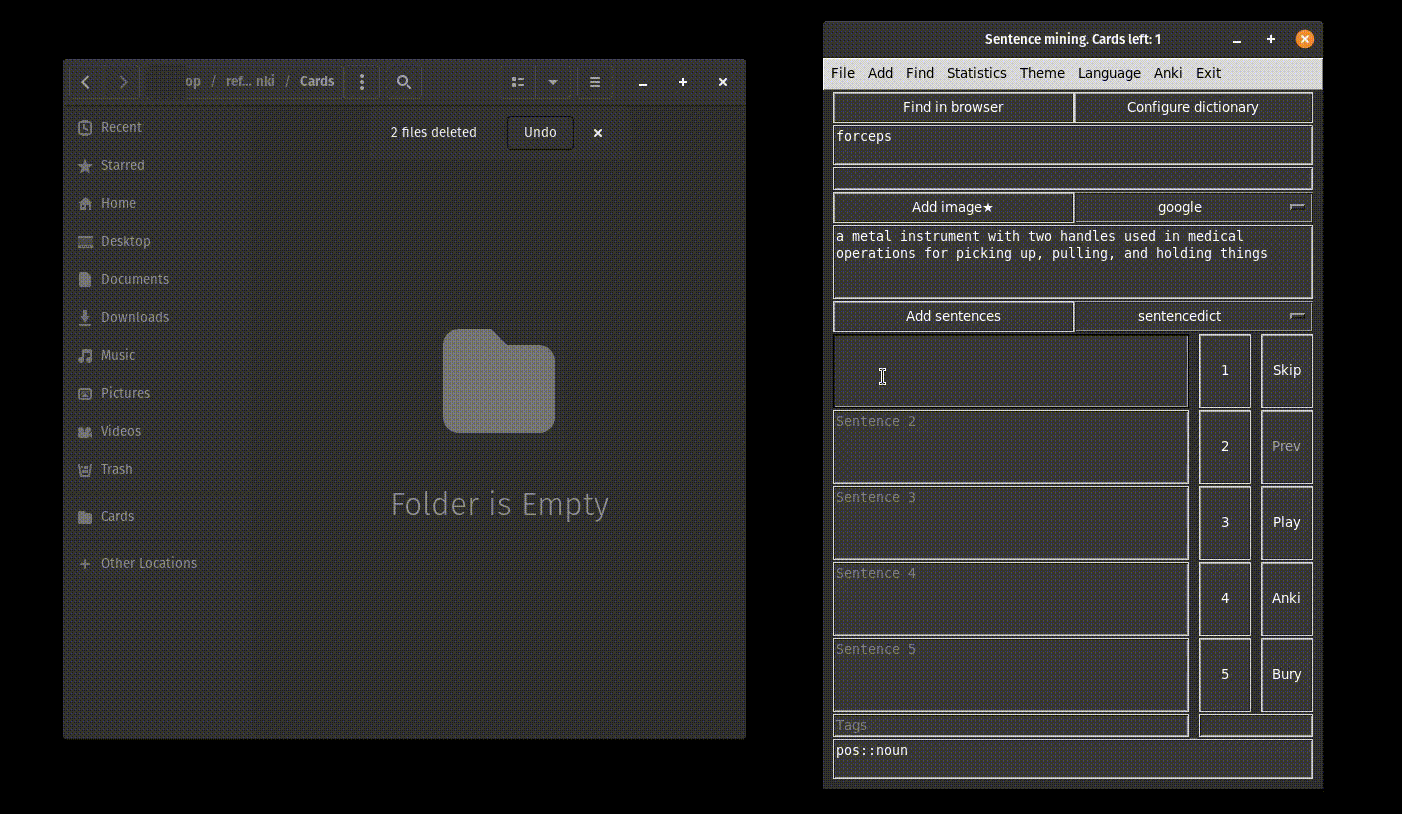 op / ref... nki / Cards
2 files deleted Undo
Recent
Starred
Home
Desktop
Documents
Downloads
Music
Pictures
Videos
Trash
Cards
Other Locations
Folder is Empty
Sentence mining. Cards left: 1
File Add Find Statistics Theme Language Anki Exit
Find in browser Configure dictionary
forceps
Add image★ google
a metal instrument with two handles used in medical
operations for picking up, pulling, and holding things
Add sentences sentencedict
1 Skip
Sentence 2 2 Prev
Sentence 3 3 Play
Sentence 4 4 Anki
Sentence 5 5 Bury
Tags
pos::noun